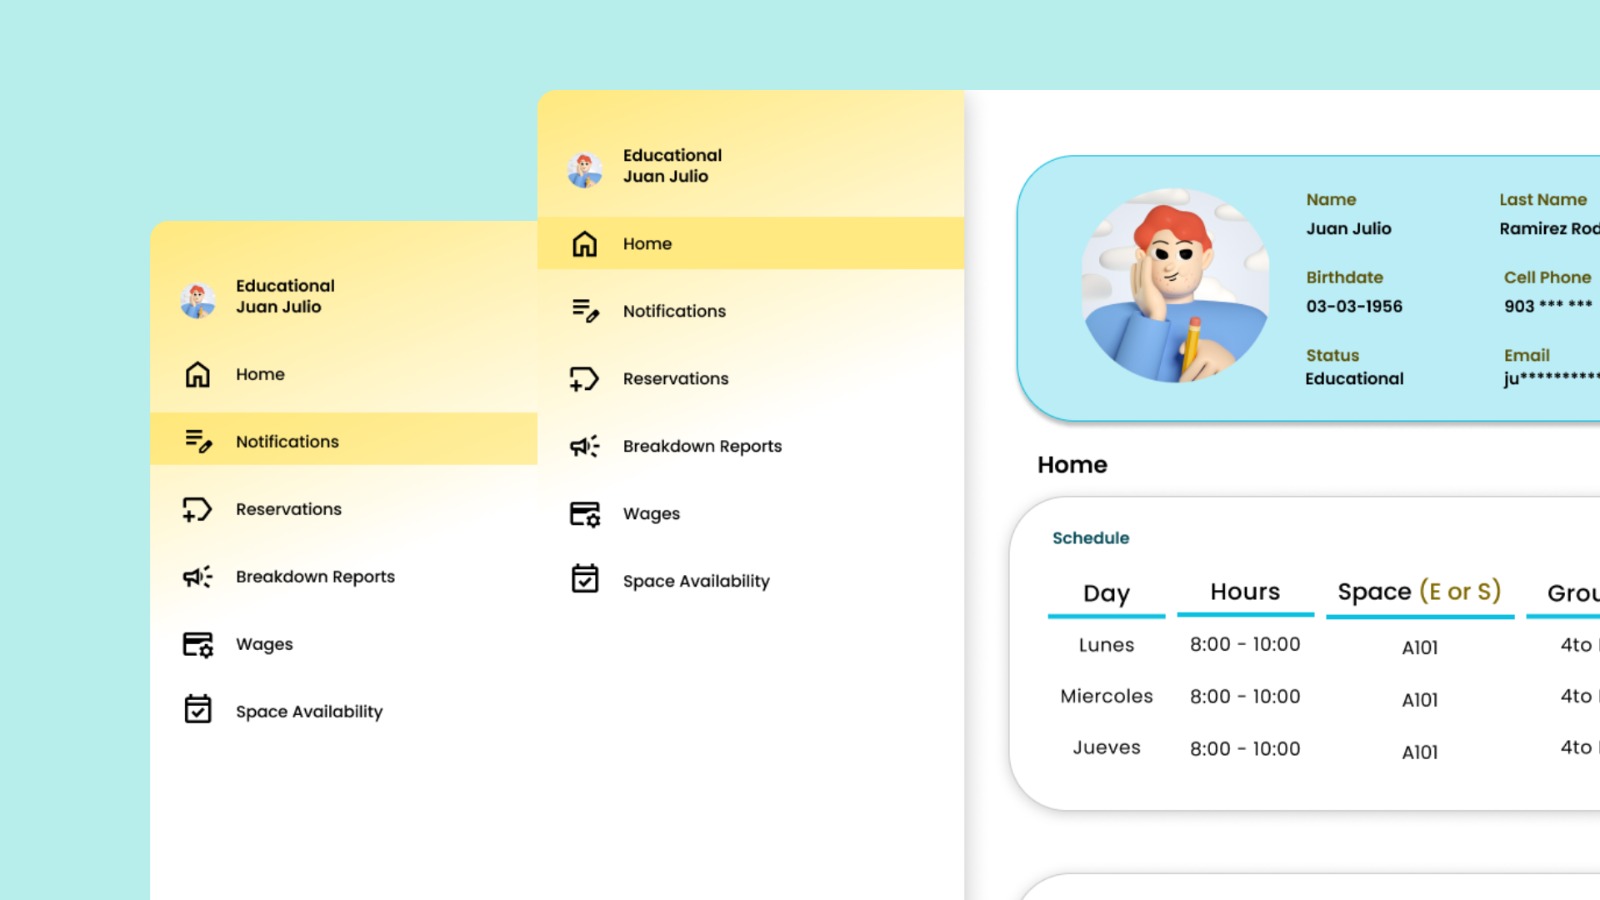 Educational
Juan Julio
Home
Notifications
Reservations
Breakdown Reports
Wages
Space Availability
Educational
Juan Julio
Home
Notifications
Reservations
Breakdown Reports
Wages
Space Availability
Name
Last Name
Juan Julio
Ramirez
Birthdate
Cell Phone
03-03-1956
903 *** ***
Status
Email
Educational
ju**********
Home
Schedule
Day Hours Space (E or S)
Lunes 8:00 - 10:00 A101 4to
Miercoles 8:00 - 10:00 A101 4to
Jueves 8:00 - 10:00 A101 4to